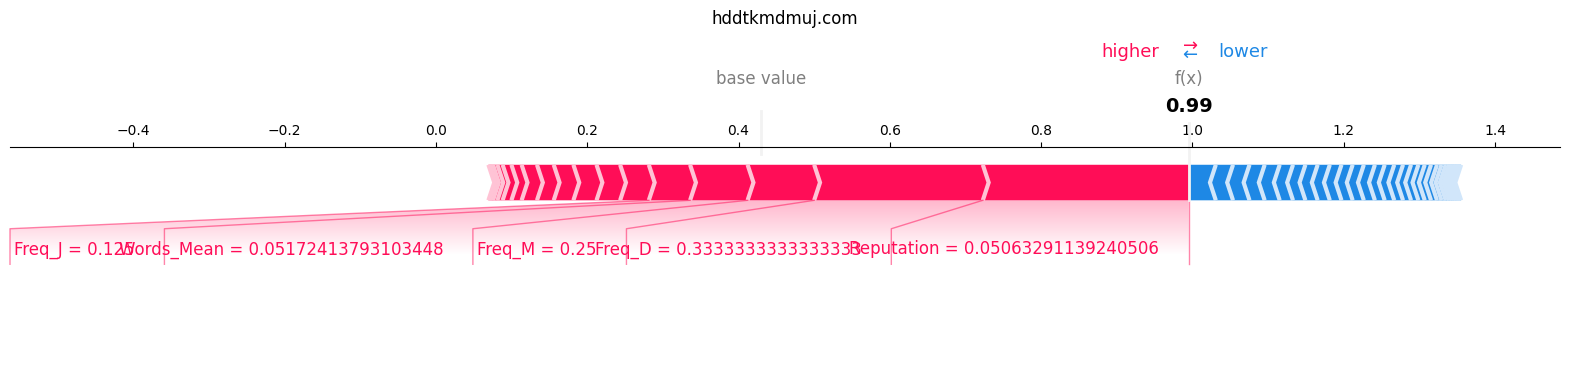 hddtkmdmuj.com
higher ⇄ lower
base value f(x)
0.99
−0.4 −0.2 0.0 0.2 0.4 0.6 0.8 1.0 1.2 1.4
Freq_J = 0.125 Words_Mean = 0.05172413793103448 Freq_M = 0.25 Freq_D = 0.3333333333333333 Reputation = 0.05063291139240506